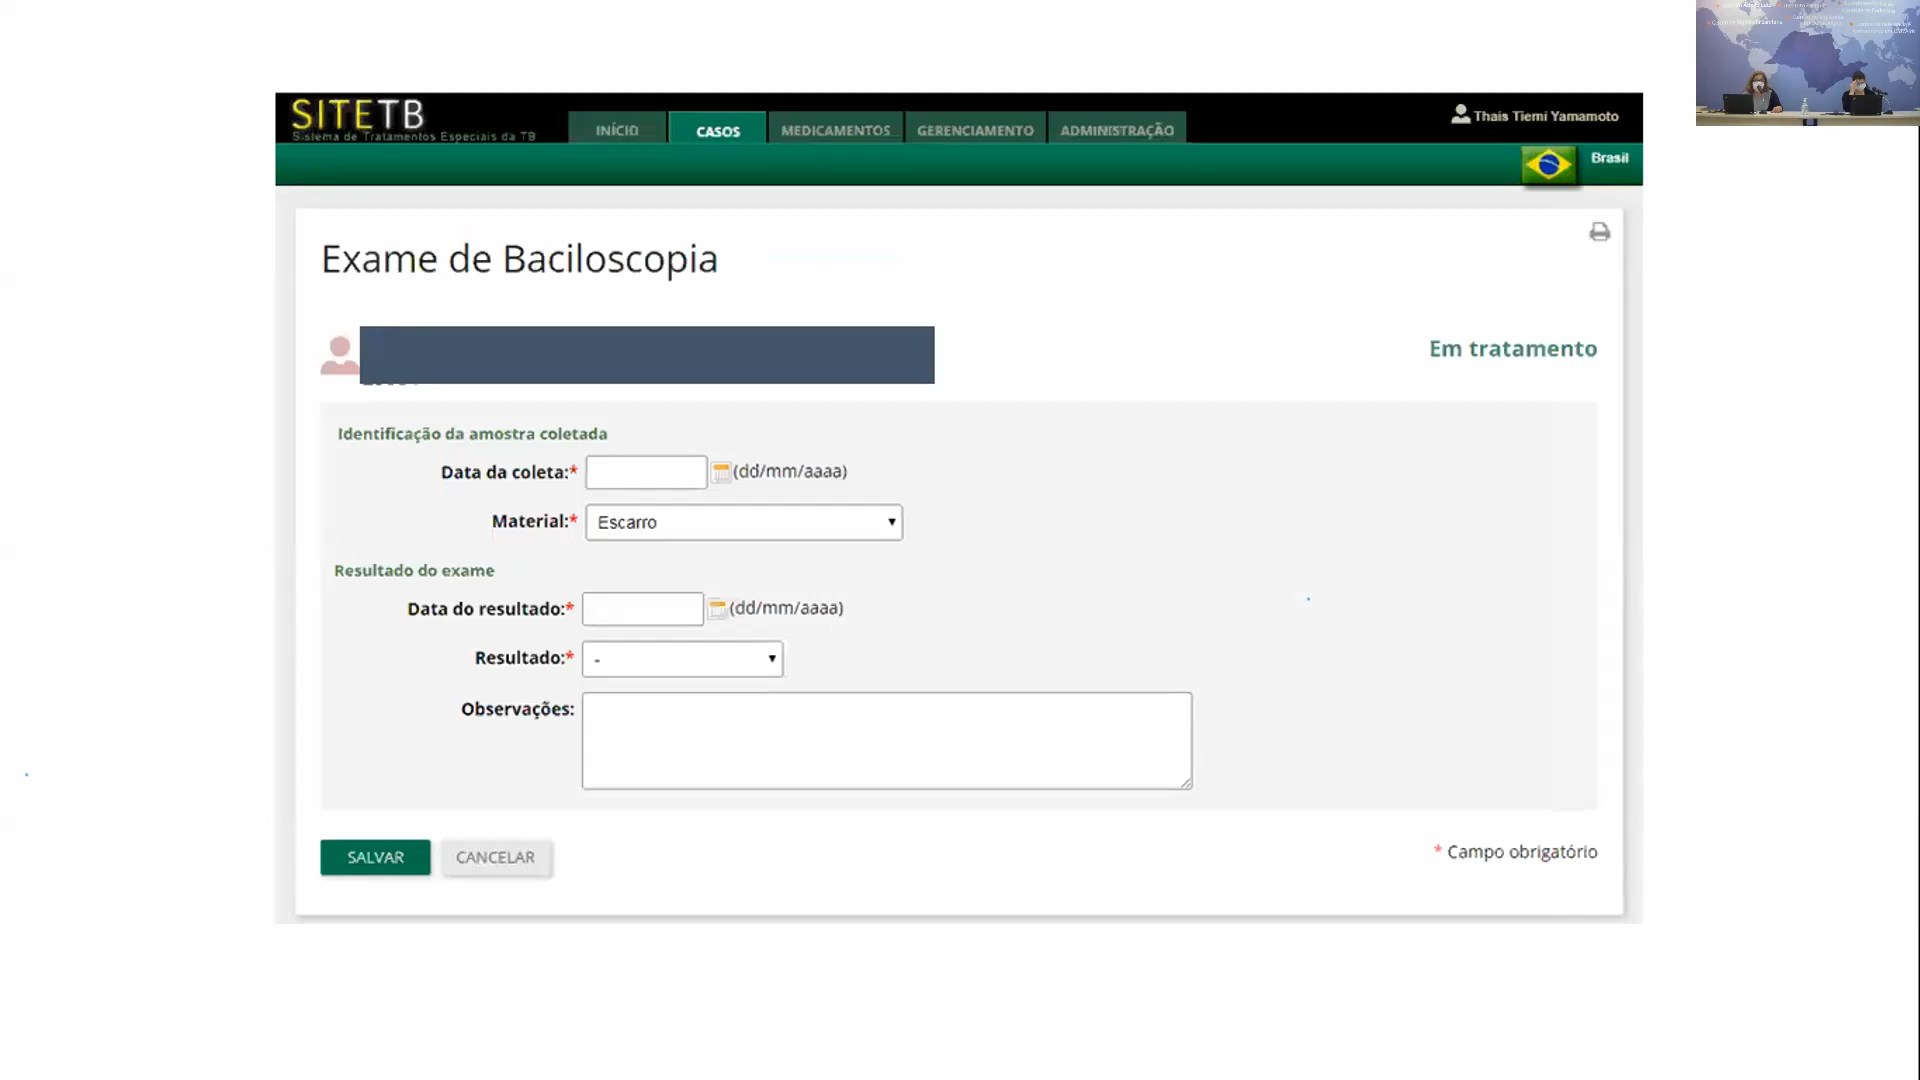 SITETB
Sistema de Tratamentos Especiais da TB
INÍCIO
CASOS
MEDICAMENTOS
GERENCIAMENTO
ADMINISTRAÇÃO
Thais Tiemi Yamamoto
Brasil
Exame de Baciloscopia
Em tratamento
Identificação da amostra coletada
Data da coleta:* (dd/mm/aaaa)
Material:* Escarro
Resultado do exame
Data do resultado:* (dd/mm/aaaa)
Resultado:* -
Observações:
SALVAR
CANCELAR
* Campo obrigatório